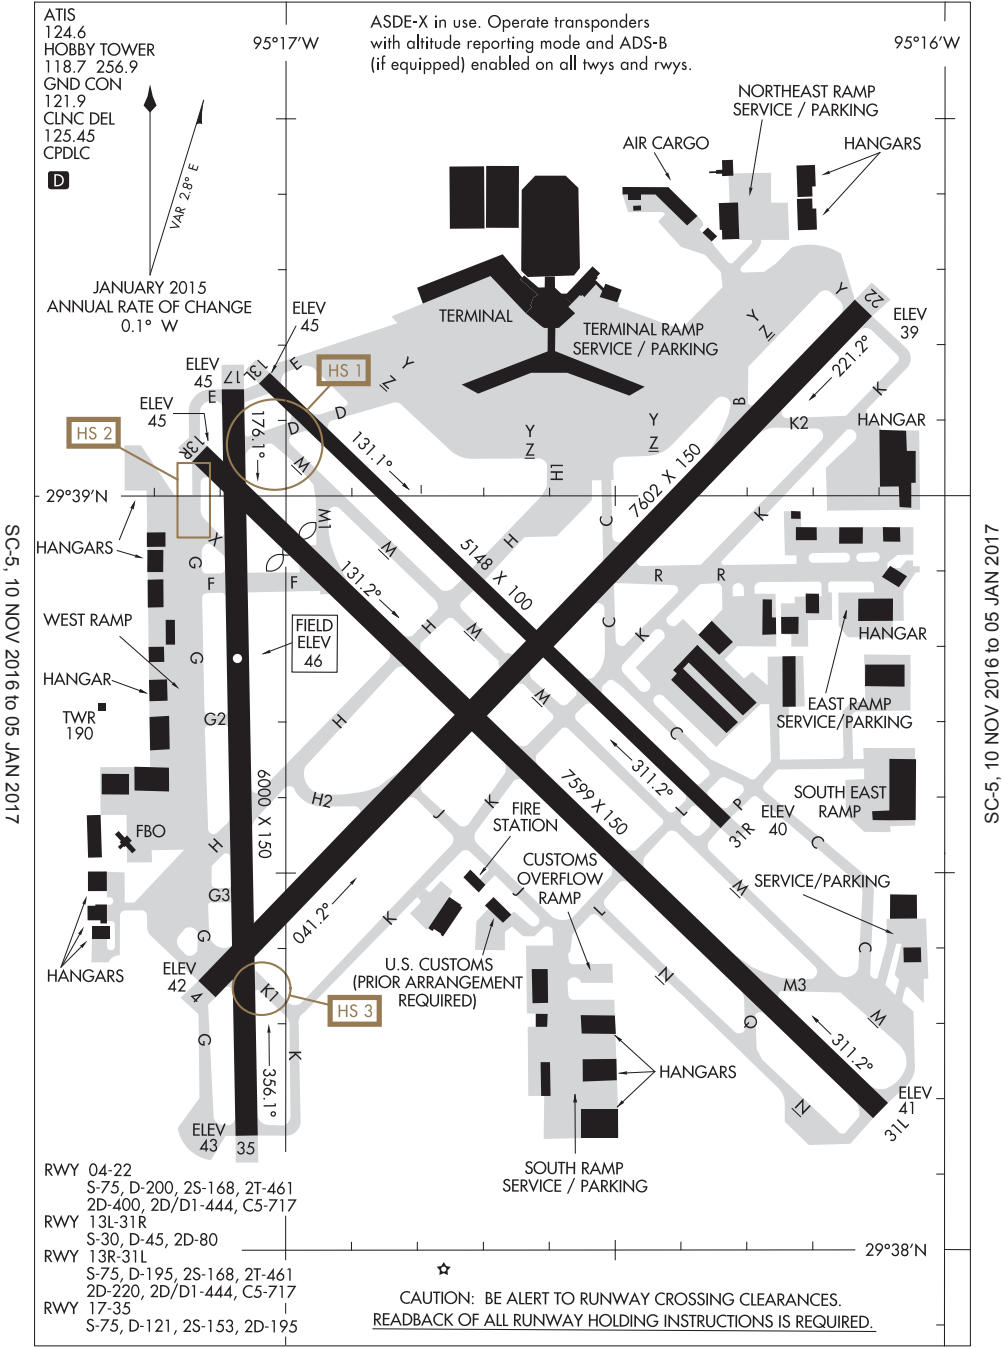 ATIS
124.6
HOBBY TOWER
118.7 256.9
GND CON
121.9
CLNC DEL
125.45
CPDLC
D
VAR 2.8° E
JANUARY 2015
ANNUAL RATE OF CHANGE
0.1° W
ASDE-X in use. Operate transponders
with altitude reporting mode and ADS-B
(if equipped) enabled on all twys and rwys.
95°17'W
95°16'W
NORTHEAST RAMP
SERVICE / PARKING
AIR CARGO
HANGARS
TERMINAL
TERMINAL RAMP
SERVICE / PARKING
ELEV
45
ELEV
45
ELEV
45
ELEV
39
HS 1
HS 2
13L
17
13R
22
E
E
D
D
W
Y
Z
Y
Z
Y
Z
Y
Z
Y
B
K
K2
HANGAR
221.2°
176.1°
131.1°
7602 X 150
H1
29°39'N
C
K
HANGARS
X
G
F
F
M1
M
H
5148 X 100
131.2°
R
R
H
M
C
K
HANGAR
WEST RAMP
FIELD
ELEV
46
G
HANGAR
TWR
190
G2
H
M
C
EAST RAMP
SERVICE/PARKING
6000 X 150
H2
311.2°
7599 X 150
K
J
L
P
31R
ELEV
40
SOUTH EAST
RAMP
FIRE
STATION
FBO
H
CUSTOMS
OVERFLOW
RAMP
C
SERVICE/PARKING
G3
G
041.2°
K
J
L
W
C
HANGARS
ELEV
42
4
K1
HS 3
U.S. CUSTOMS
(PRIOR ARRANGEMENT
REQUIRED)
N
M3
Q
W
G
356.1°
K
311.2°
HANGARS
N
ELEV
41
31L
ELEV
43
35
SOUTH RAMP
SERVICE / PARKING
RWY 04-22
S-75, D-200, 2S-168, 2T-461
2D-400, 2D/D1-444, C5-717
RWY 13L-31R
S-30, D-45, 2D-80
RWY 13R-31L
S-75, D-195, 2S-168, 2T-461
2D-220, 2D/D1-444, C5-717
RWY 17-35
S-75, D-121, 2S-153, 2D-195
29°38'N
CAUTION: BE ALERT TO RUNWAY CROSSING CLEARANCES.
READBACK OF ALL RUNWAY HOLDING INSTRUCTIONS IS REQUIRED.
SC-5, 10 NOV 2016 to 05 JAN 2017
SC-5, 10 NOV 2016 to 05 JAN 2017